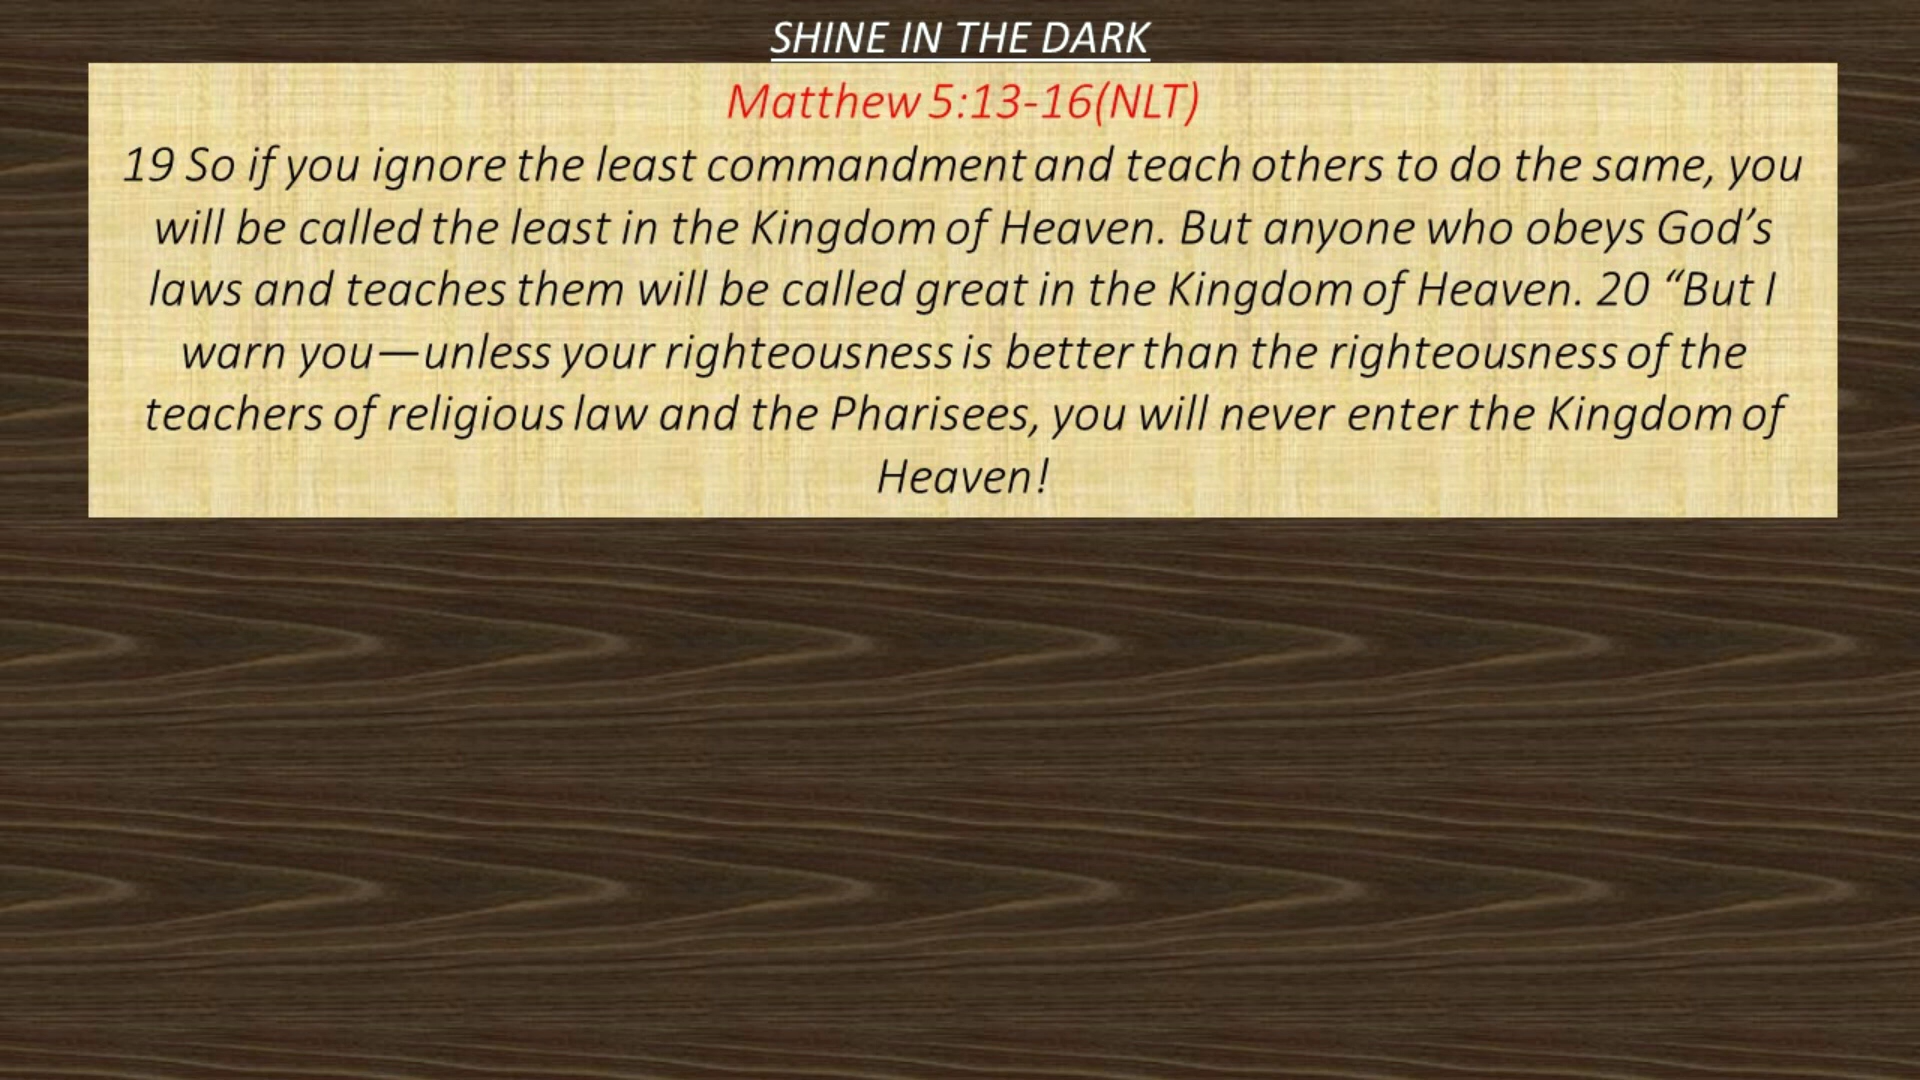 SHINE IN THE DARK
Matthew 5:13-16(NLT)
19 So if you ignore the least commandment and teach others to do the same, you
will be called the least in the Kingdom of Heaven. But anyone who obeys God’s
laws and teaches them will be called great in the Kingdom of Heaven. 20 “But I
warn you—unless your righteousness is better than the righteousness of the
teachers of religious law and the Pharisees, you will never enter the Kingdom of
Heaven!